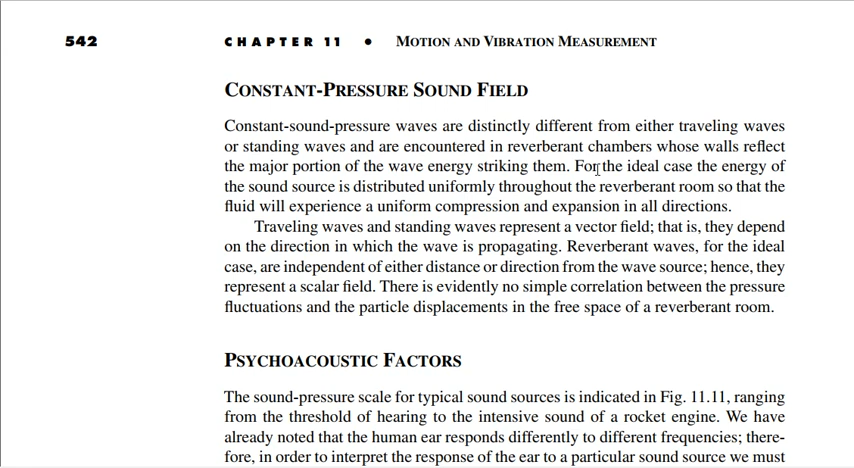 542 CHAPTER 11 • MOTION AND VIBRATION MEASUREMENT
CONSTANT-PRESSURE SOUND FIELD
Constant-sound-pressure waves are distinctly different from either traveling waves
or standing waves and are encountered in reverberant chambers whose walls reflect
the major portion of the wave energy striking them. For the ideal case the energy of
the sound source is distributed uniformly throughout the reverberant room so that the
fluid will experience a uniform compression and expansion in all directions.
Traveling waves and standing waves represent a vector field; that is, they depend
on the direction in which the wave is propagating. Reverberant waves, for the ideal
case, are independent of either distance or direction from the wave source; hence, they
represent a scalar field. There is evidently no simple correlation between the pressure
fluctuations and the particle displacements in the free space of a reverberant room.
PSYCHOACOUSTIC FACTORS
The sound-pressure scale for typical sound sources is indicated in Fig. 11.11, ranging
from the threshold of hearing to the intensive sound of a rocket engine. We have
already noted that the human ear responds differently to different frequencies; there-
fore, in order to interpret the response of the ear to a particular sound source we must